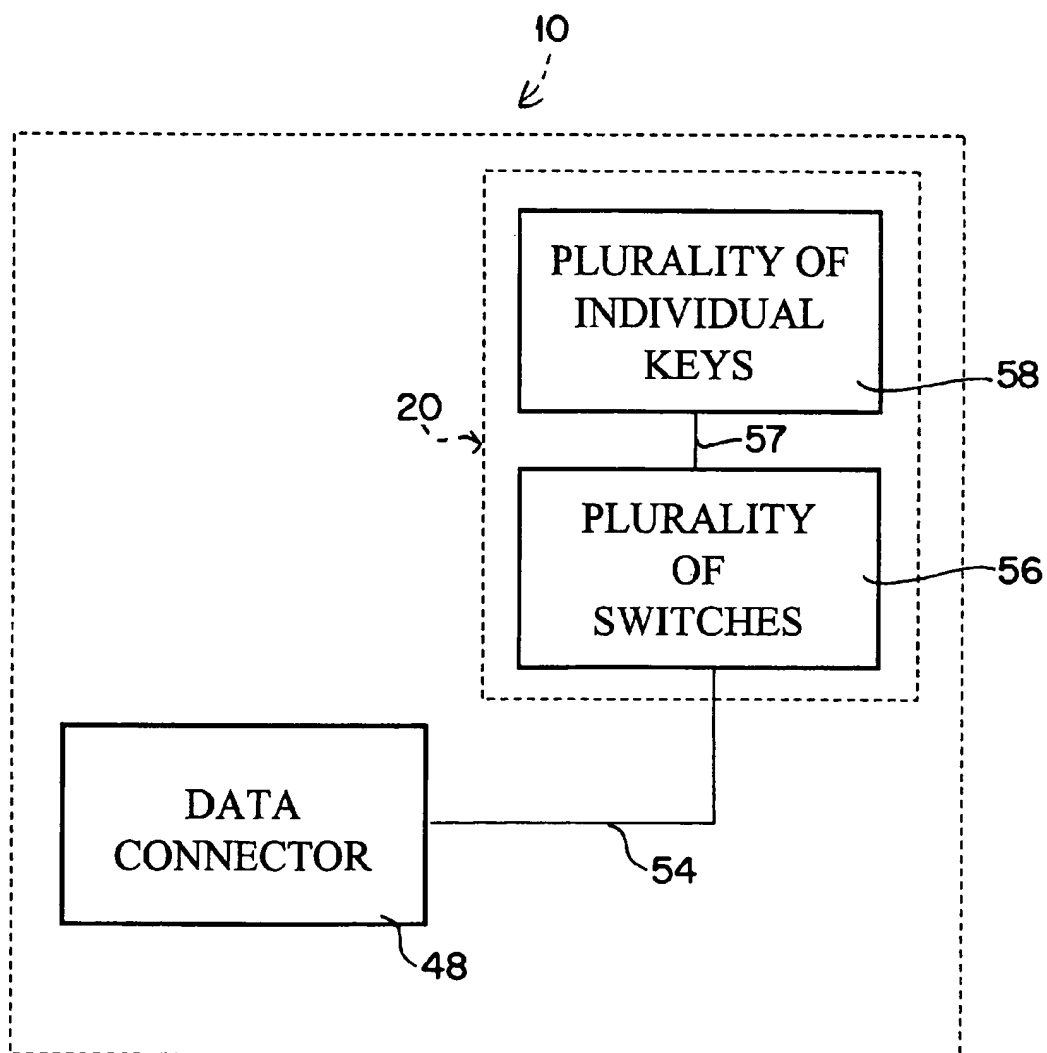 10
PLURALITY OF
INDIVIDUAL
KEYS
58
20
57
PLURALITY
OF
SWITCHES
56
DATA
CONNECTOR
54
48